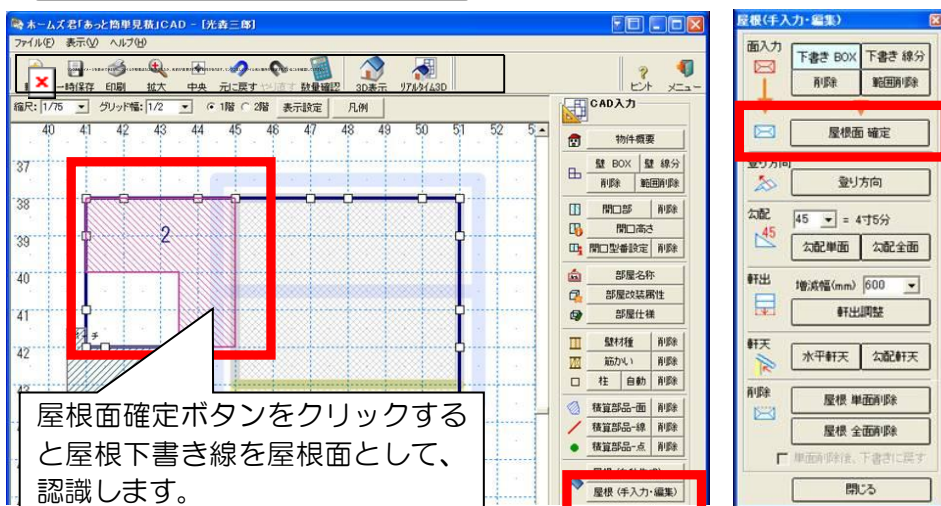 ホームズ君「あっと簡単見積」CAD - [光森三郎]
ファイル(F) 表示(V) ヘルプ(H)
一時保存 印刷 拡大 中央 元に戻す やり直す 数量確認 3D表示 リアルタイム3D ヒント メニュー
縮尺: 1/75 グリッド幅: 1/2 1階 2階 表示設定 凡例
40 41 42 43 44 45 46 47 48 49 50 51 52
37
38
39
40
41
42
2
チ
屋根面確定ボタンをクリックする
と屋根下書き線を屋根面として、
認識します。
CAD入力
物件概要
壁 BOX 壁 線分
削除 範囲削除
開口部 削除
開口高さ
開口型番設定 削除
部屋名称
部屋改装属性
部屋仕様
壁材種 削除
筋かい 削除
柱 自動 削除
積算部品-面 削除
積算部品-線 削除
積算部品-点 削除
屋根 (手入力・編集)
屋根(手入力・編集)
面入力
下書き BOX 下書き 線分
削除 範囲削除
屋根面 確定
登り方向
登り方向
勾配
45 = 4寸5分
45
勾配単面 勾配全面
軒出
増減幅(mm) 600
軒出調整
軒天
水平軒天 勾配軒天
削除
屋根 単面削除
屋根 全面削除
単面削除後、下書きに戻す
閉じる